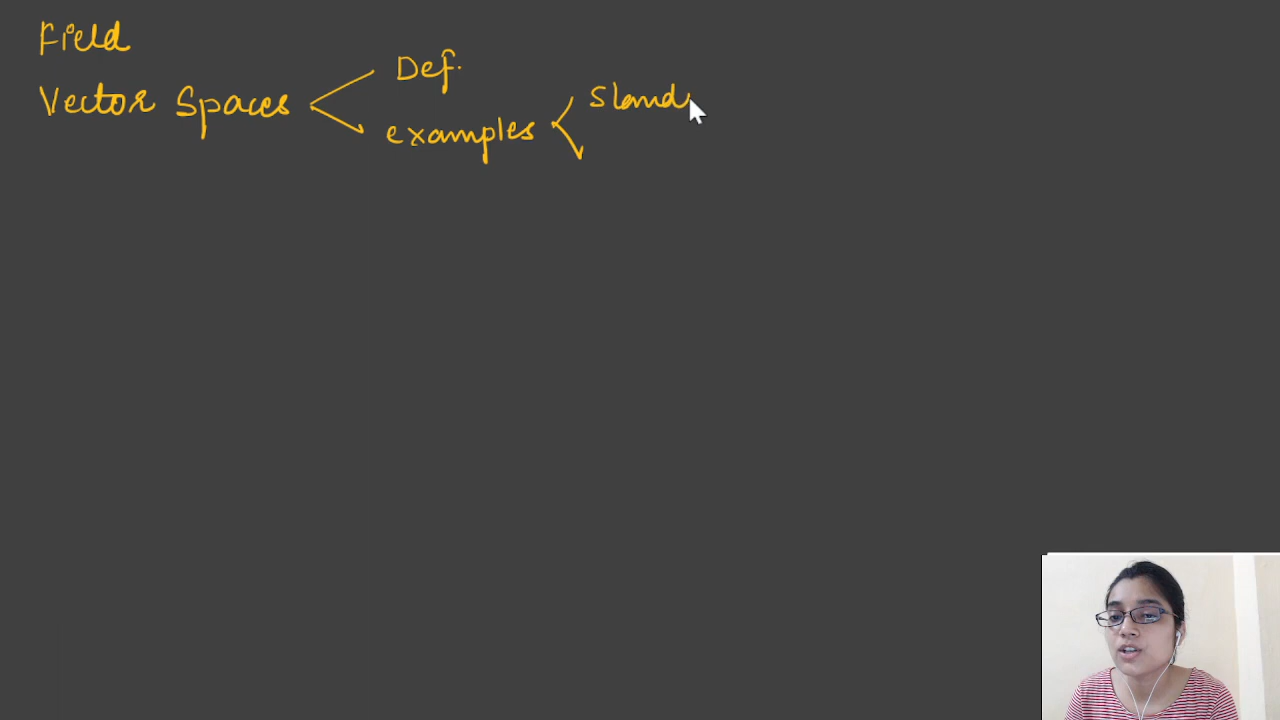 Field
Def.
Vector Spaces
Stand
examples